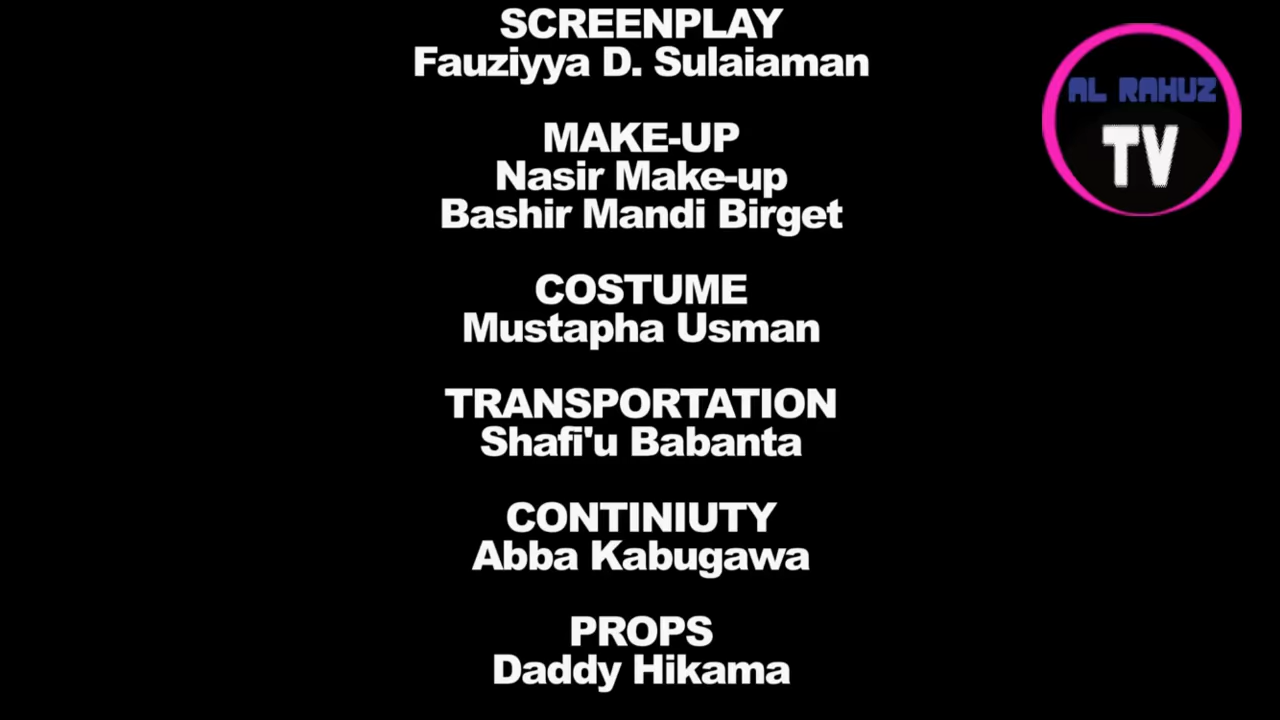 SCREENPLAY
Fauziyya D. Sulaiaman
MAKE-UP
Nasir Make-up
Bashir Mandi Birget
COSTUME
Mustapha Usman
TRANSPORTATION
Shafi'u Babanta
CONTINIUTY
Abba Kabugawa
PROPS
Daddy Hikama
AL RAHUZ
TV